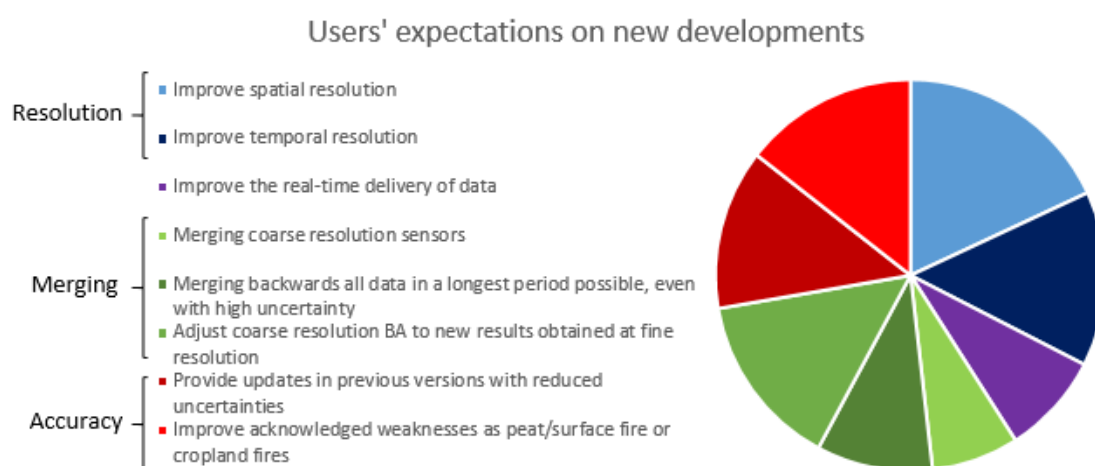 Users' expectations on new developments
Resolution
Improve spatial resolution
Improve temporal resolution
Improve the real-time delivery of data
Merging
Merging coarse resolution sensors
Merging backwards all data in a longest period possible, even
with high uncertainty
Adjust coarse resolution BA to new results obtained at fine
resolution
Accuracy
Provide updates in previous versions with reduced
uncertainties
Improve acknowledged weaknesses as peat/surface fire or
cropland fires